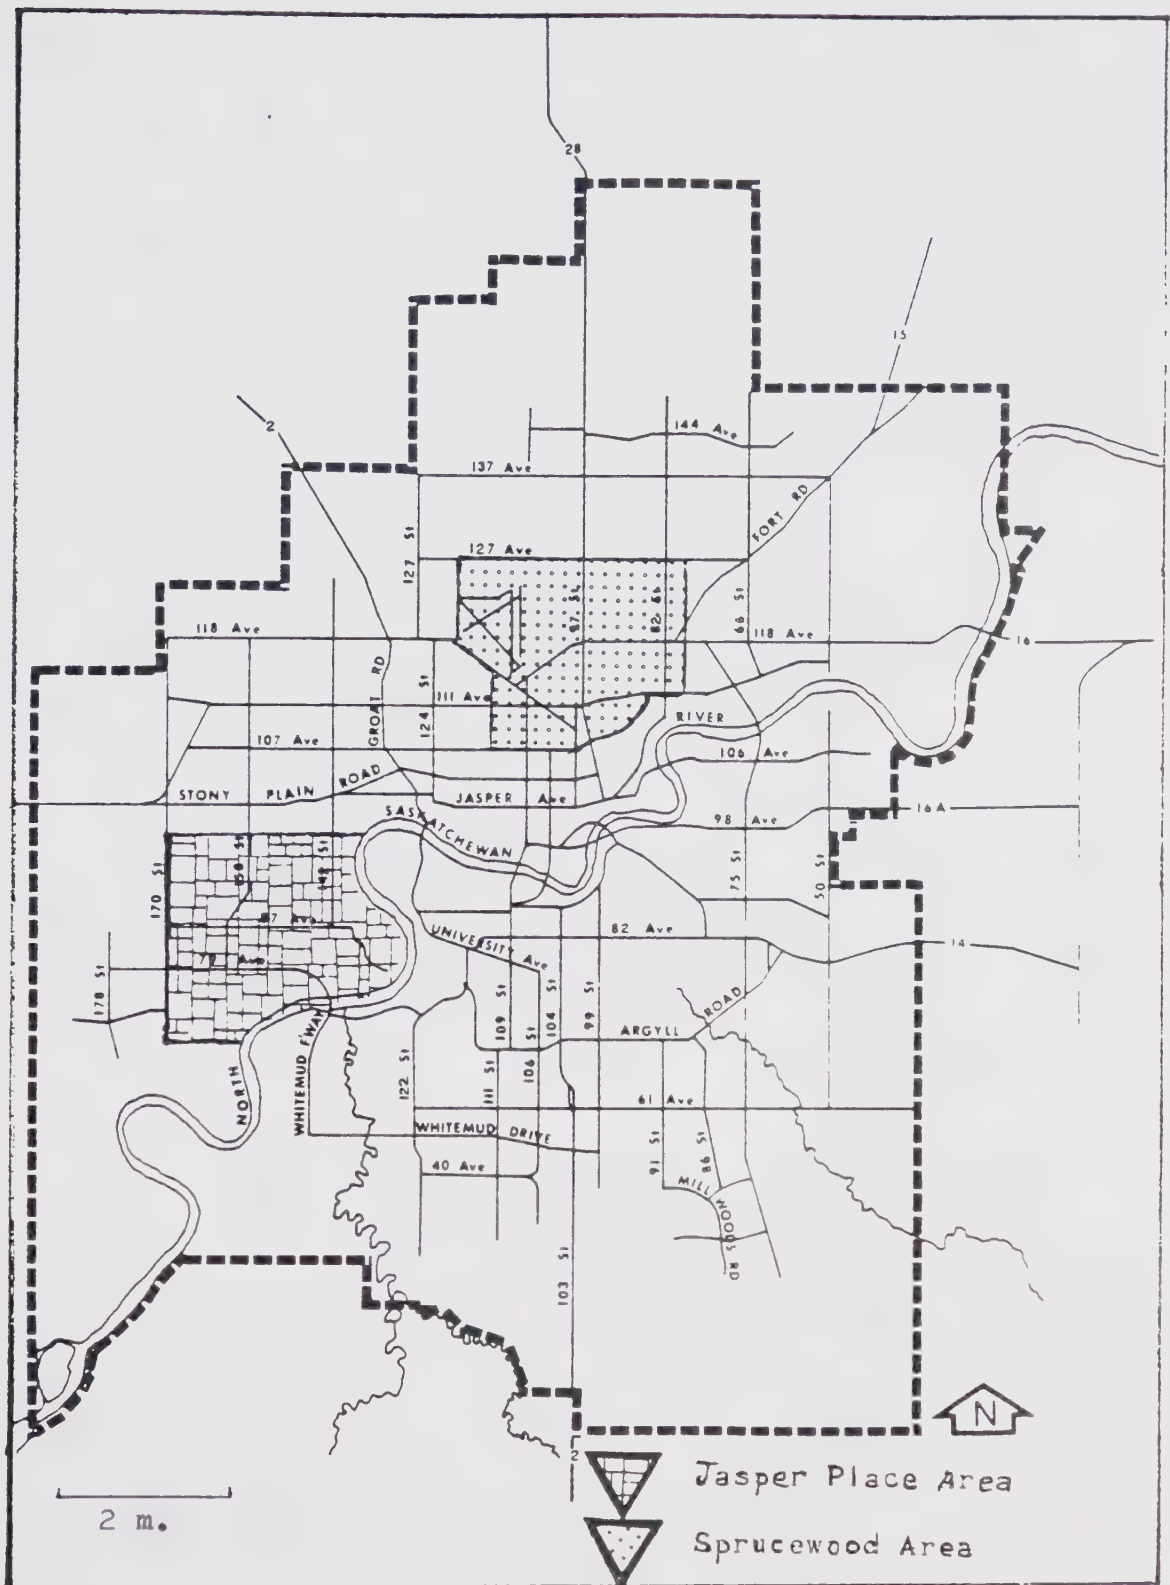 28
15
2
144 Ave
137 Ave
FORT RD
127 St
127 Ave
97 St
82 St
66 St
118 Ave
118 Ave
16
GROAT RD
124 St
111 Ave
RIVER
107 Ave
106 Ave
STONY PLAIN ROAD
JASPER Ave
SASKATCHEWAN
98 Ave
16A
170 St
142 St
75 St
50 St
87 Ave
UNIVERSITY Ave
82 Ave
14
178 St
109 St
104 St
99 St
ROAD
ARGYLL
NORTH
WHITEMUD FWAY
122 St
111 St
106 St
61 Ave
WHITEMUD DRIVE
40 Ave
91 St
86 St
MILL WOODS RD
103 St
N
2
Jasper Place Area
2 m.
Sprucewood Area